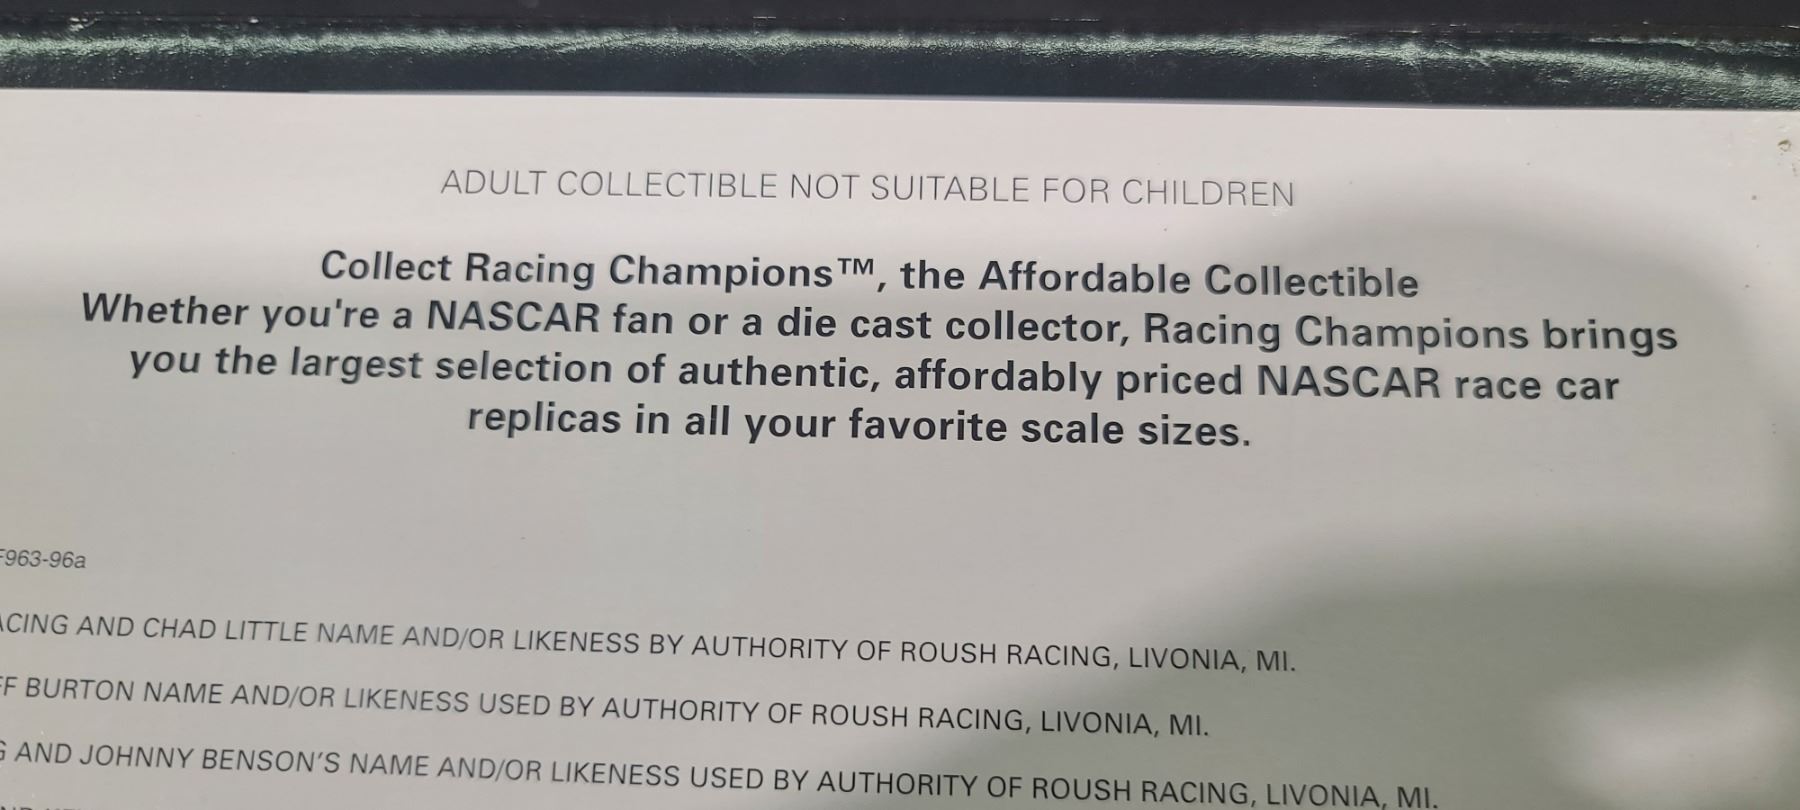 ADULT COLLECTIBLE NOT SUITABLE FOR CHILDREN
Collect Racing Champions™, the Affordable Collectible
Whether you're a NASCAR fan or a die cast collector, Racing Champions brings
you the largest selection of authentic, affordably priced NASCAR race car
replicas in all your favorite scale sizes.
F963-96a
ACING AND CHAD LITTLE NAME AND/OR LIKENESS BY AUTHORITY OF ROUSH RACING, LIVONIA, MI.
FF BURTON NAME AND/OR LIKENESS USED BY AUTHORITY OF ROUSH RACING, LIVONIA, MI.
G AND JOHNNY BENSON'S NAME AND/OR LIKENESS USED BY AUTHORITY OF ROUSH RACING, LIVONIA, MI.